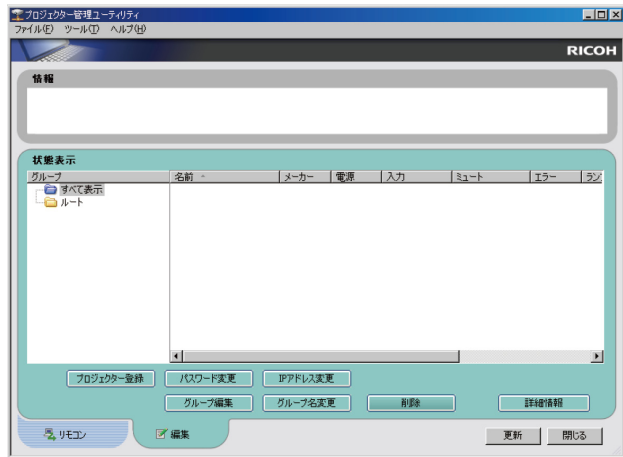 プロジェクター管理ユーティリティ
ファイル(F) ツール(T) ヘルプ(H)
RICOH
情報
状態表示
グループ 名前 メーカー 電源 入力 ミュート エラー ラン
すべて表示
ルート
プロジェクター登録 パスワード変更 IPアドレス変更
グループ編集 グループ名変更 削除 詳細情報
リモコン 編集 更新 閉じる